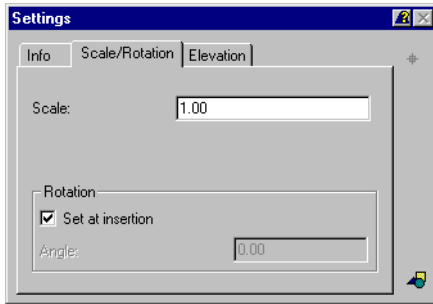 Settings
Info Scale/Rotation Elevation
Scale: 1.00
Rotation
Set at insertion
Angle: 0.00